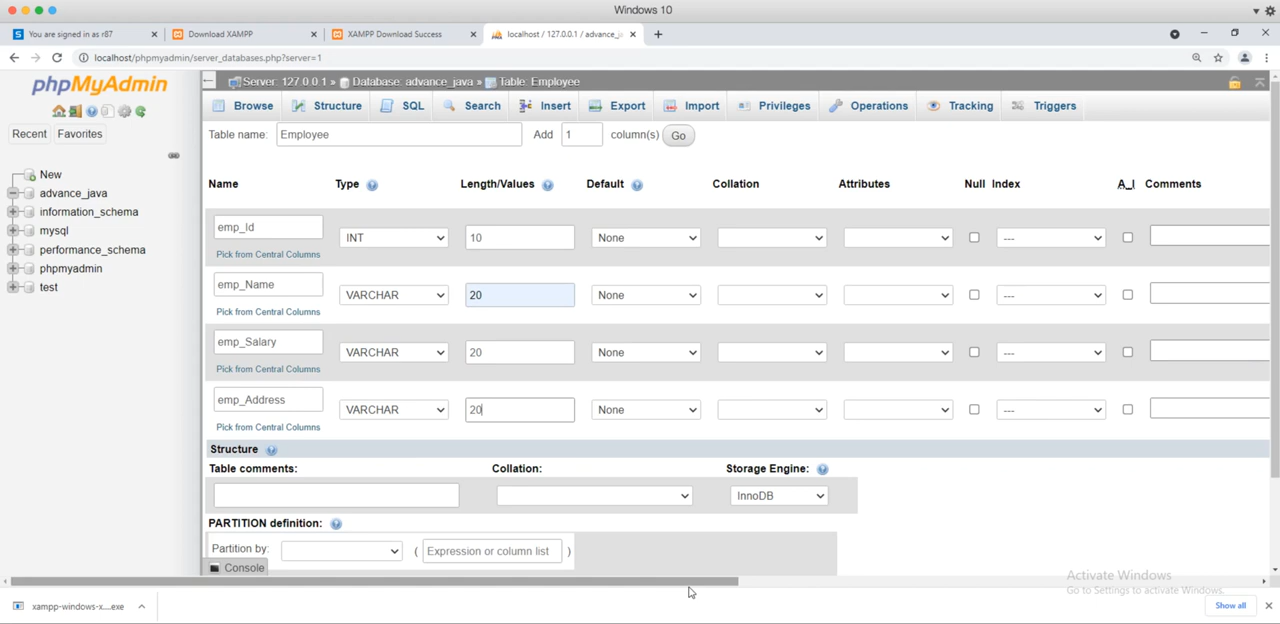 Windows 10
You are signed in as r87
Download XAMPP
XAMPP Download Success
localhost / 127.0.0.1 / advance_ja
localhost/phpmyadmin/server_databases.php?server=1
phpMyAdmin
Recent Favorites
New
advance_java
information_schema
mysql
performance_schema
phpmyadmin
test
Server: 127.0.0.1 » Database: advance_java » Table: Employee
Browse Structure SQL Search Insert Export Import Privileges Operations Tracking Triggers
Table name: Employee Add 1 column(s) Go
Name Type Length/Values Default Collation Attributes Null Index A_I Comments
emp_Id INT 10 None ---
Pick from Central Columns
emp_Name VARCHAR 20 None ---
Pick from Central Columns
emp_Salary VARCHAR 20 None ---
Pick from Central Columns
emp_Address VARCHAR 20 None ---
Pick from Central Columns
Structure
Table comments: Collation: Storage Engine:
InnoDB
PARTITION definition:
Partition by: ( Expression or column list )
Console
Activate Windows
Go to Settings to activate Windows.
xampp-windows-x....exe
Show all